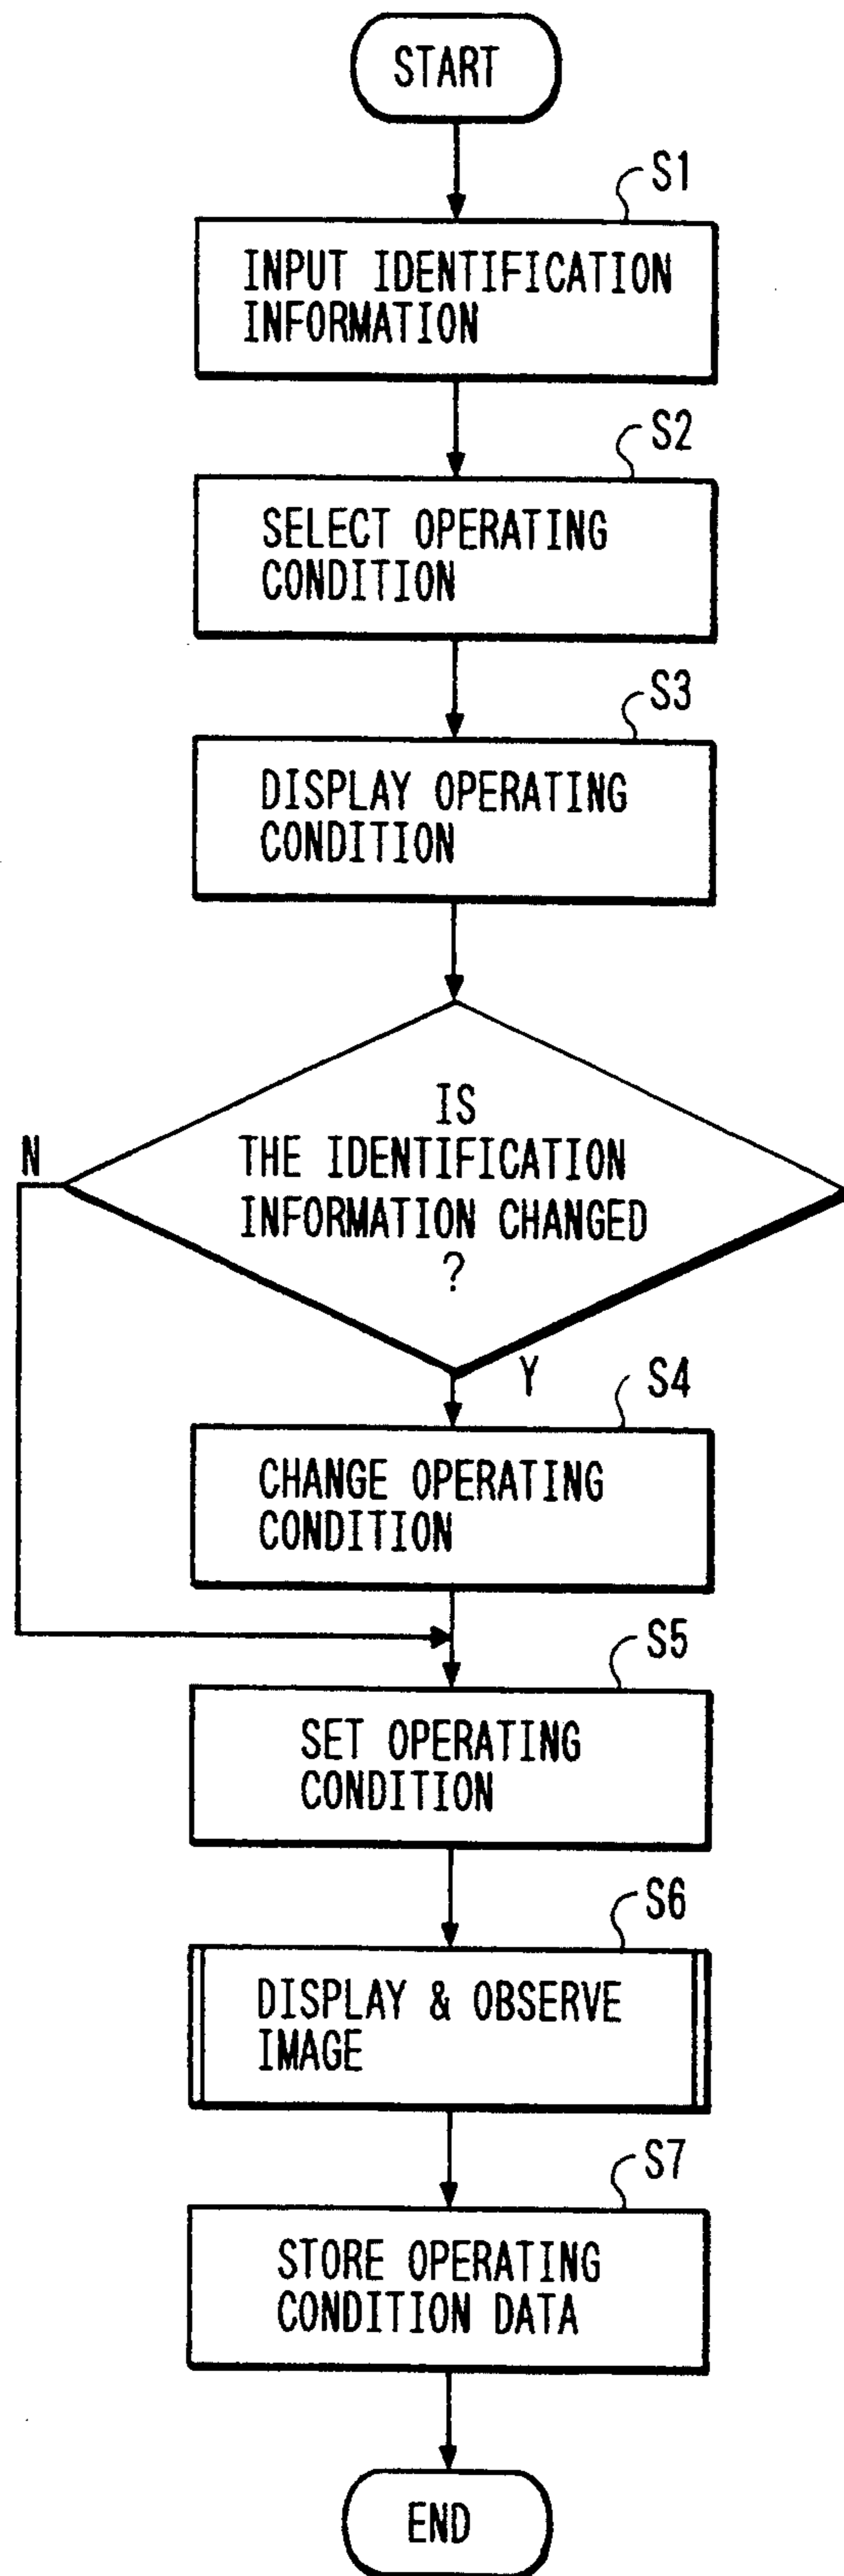 START
S1
INPUT IDENTIFICATION
INFORMATION
S2
SELECT OPERATING
CONDITION
S3
DISPLAY OPERATING
CONDITION
IS
THE IDENTIFICATION
INFORMATION CHANGED
?
N
Y
S4
CHANGE OPERATING
CONDITION
S5
SET OPERATING
CONDITION
S6
DISPLAY & OBSERVE
IMAGE
S7
STORE OPERATING
CONDITION DATA
END